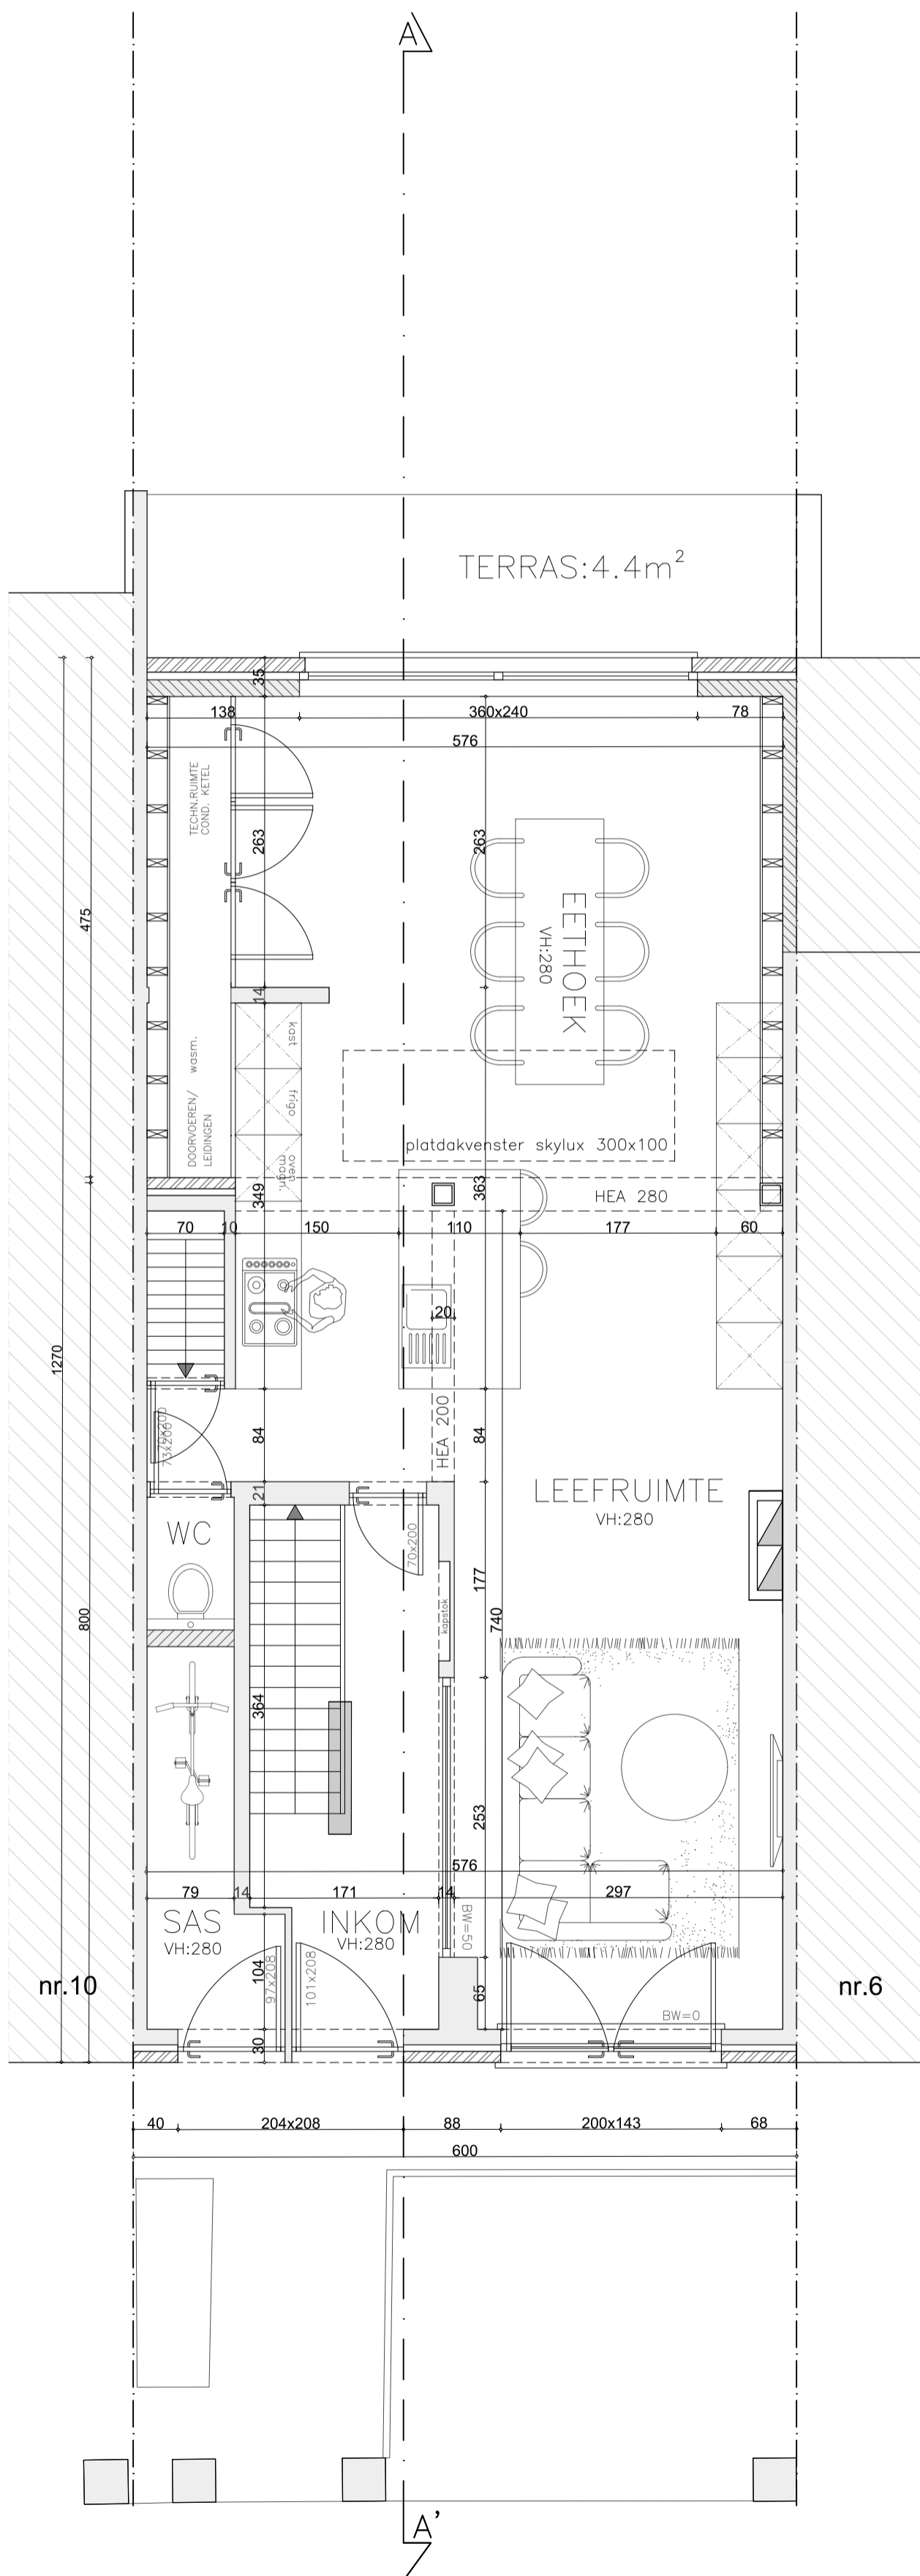 A
TERRAS:4.4m²
35
138
360x240
78
576
TECHN.RUIMTE
COND. KETEL
263
263
EETHOEK
VH:280
475
14
kast
wasm.
frigo
DOORVOEREN/
LEIDINGEN
oven
magn.
platdakvenster skylux 300x100
349
363
HEA 280
70
10
150
110
177
60
20
1270
HEA 200
70x200
73x200
84
84
21
LEEFRUIMTE
VH:280
WC
70x200
177
kapstok
800
740
364
253
576
79
14
171
14
297
SAS
VH:280
INKOM
VH:280
BW=50
nr.10
104
97x208
101x208
65
BW=0
nr.6
30
40
204x208
88
200x143
68
600
A'